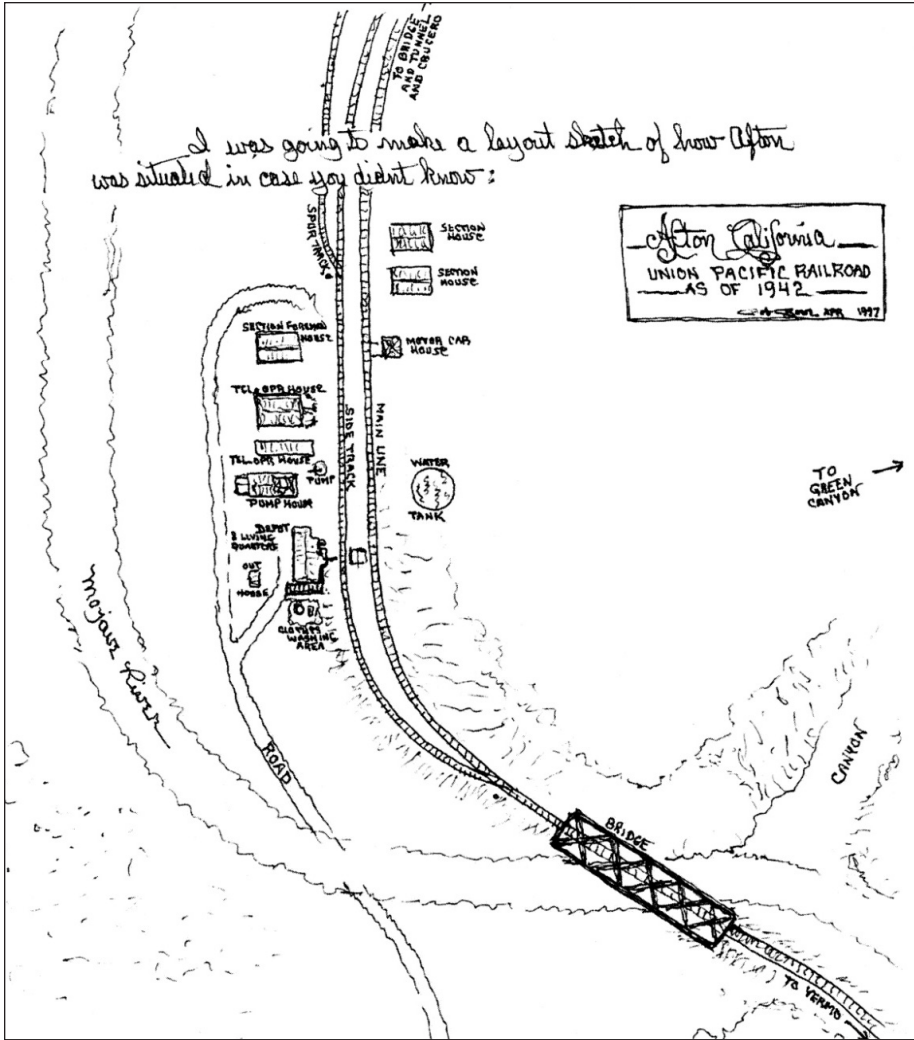 TO BRIDGE
AND TUNNEL
AND CRUCERO
I was going to make a layout sketch of how Afton
was situated in case you didnt know:
Afton California
UNION PACIFIC RAILROAD
AS OF 1942
APR 1997
SPUR TRACK
SECTION
HOUSE
SECTION
HOUSE
SECTION FOREMAN
HOUSE
MOTOR CAR
HOUSE
TEL. OPR HOUSE
SIDE TRACK
MAIN LINE
TEL. OPR HOUSE
PUMP
PUMP HOUSE
WATER
TANK
TO
GREEN
CANYON
DEPOT
& LIVING
QUARTERS
OUT
HOUSE
CLOTHES
WASHING
AREA
Mojave River
ROAD
CANYON
BRIDGE
TO YERMO